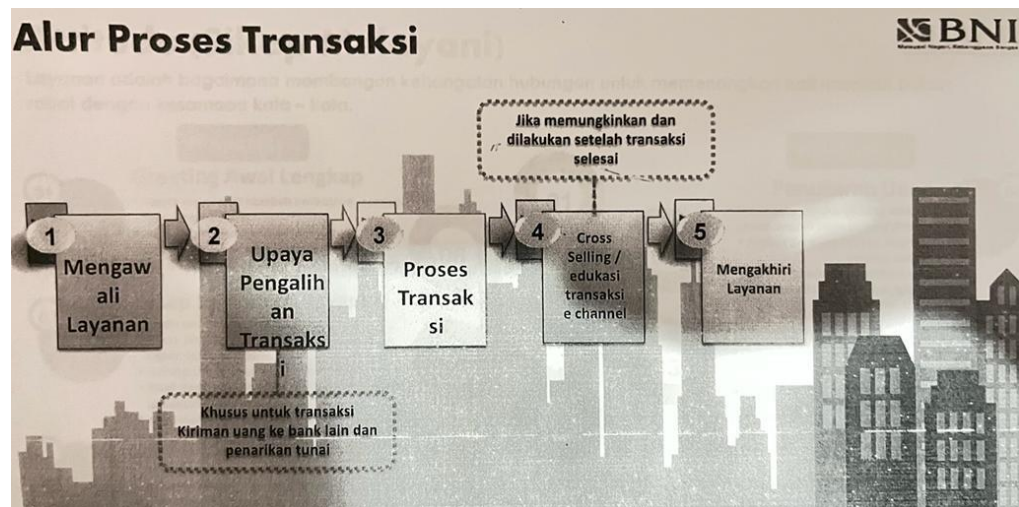 Alur Proses Transaksi
BNI
Jika memungkinkan dan
dilakukan setelah transaksi
selesai
1
Mengaw
ali
Layanan
2
Upaya
Pengalih
an
Transaks
i
3
Proses
Transak
si
4
Cross
Selling /
edukasi
transaksi
e channel
5
Mengakhiri
Layanan
Khusus untuk transaksi
Kiriman uang ke bank lain dan
penarikan tunai